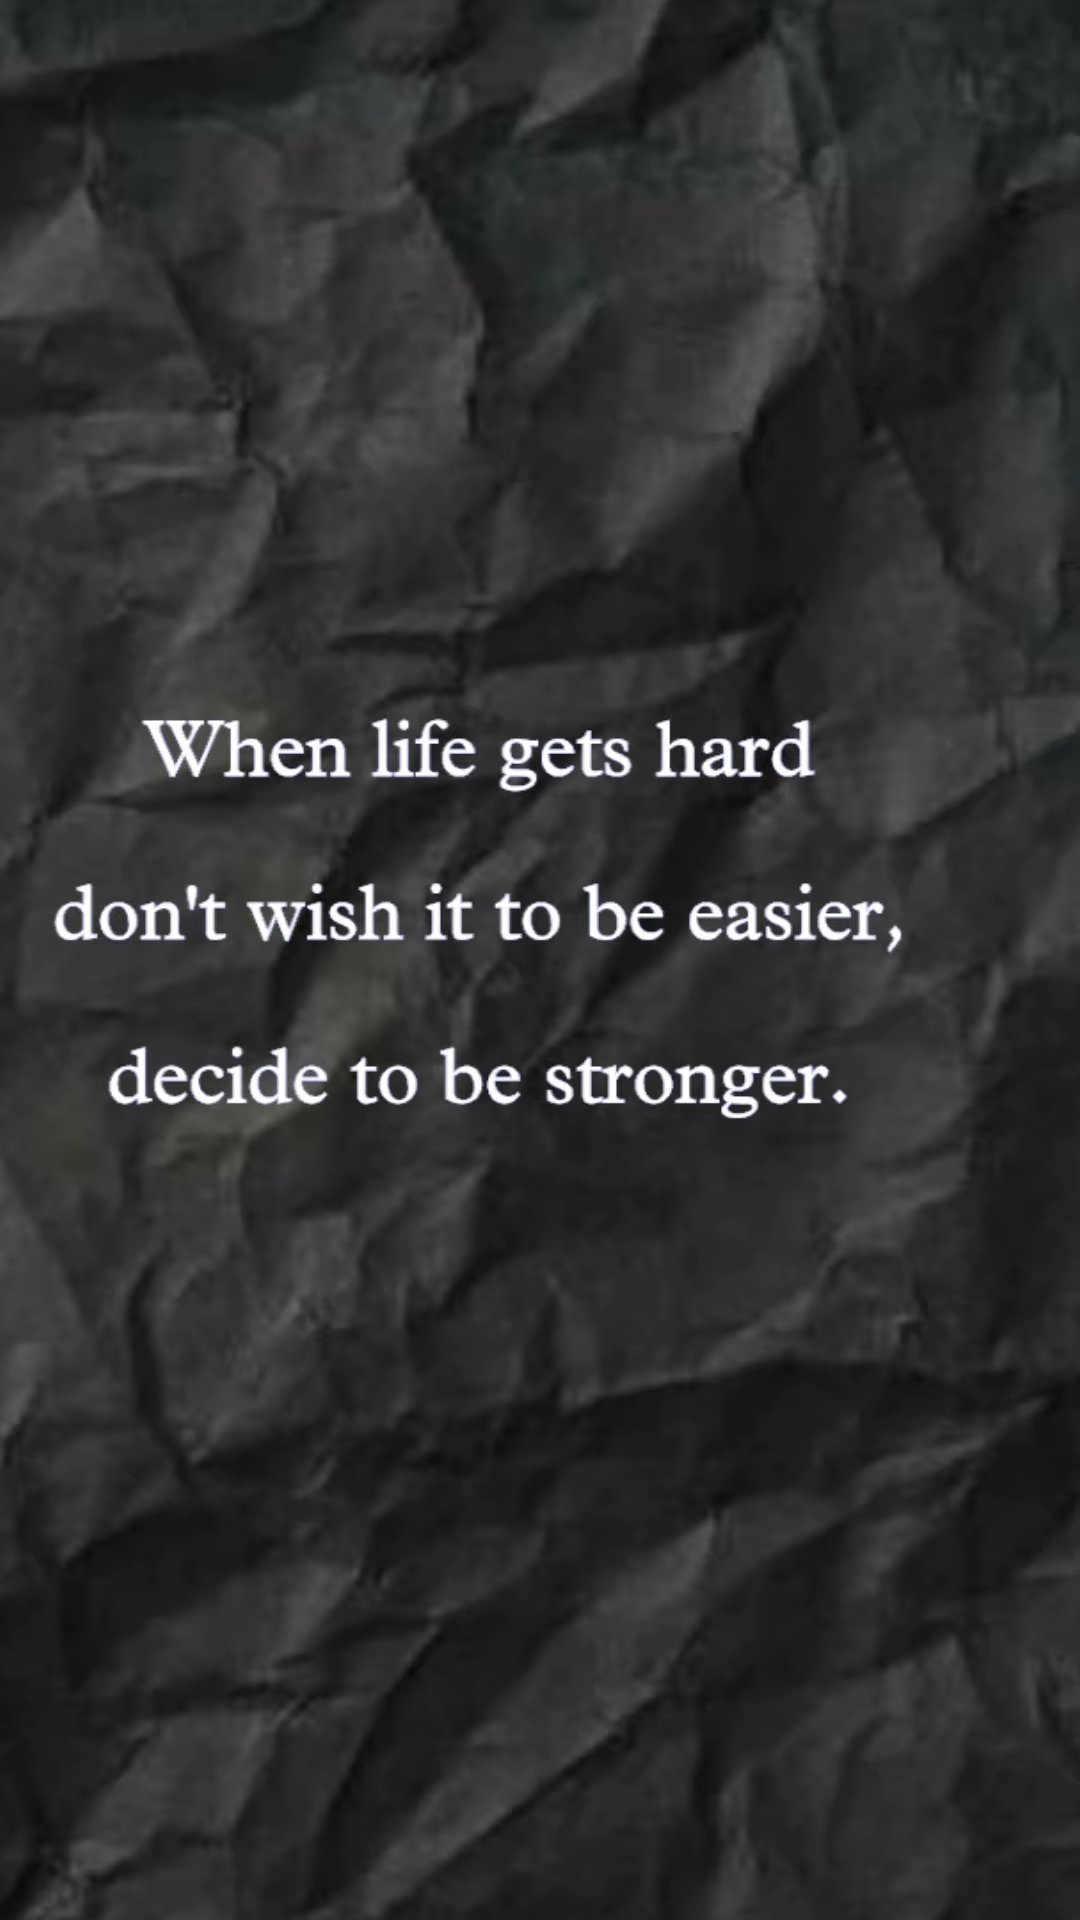 When life gets hard
don't wish it to be easier,
decide to be stronger.